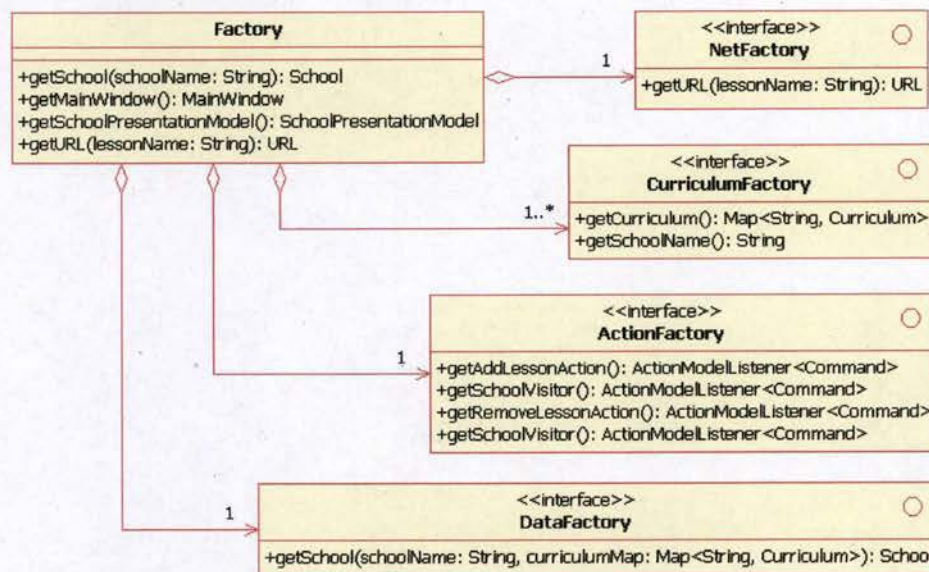 Factory
+getSchool(schoolName: String): School
+getMainWindow(): MainWindow
+getSchoolPresentationModel(): SchoolPresentationModel
+getURL(lessonName: String): URL
1
<<interface>>
NetFactory
+getURL(lessonName: String): URL
1..*
<<interface>>
CurriculumFactory
+getCurriculum(): Map<String, Curriculum>
+getSchoolName(): String
1
<<interface>>
ActionFactory
+getAddLessonAction(): ActionModelListener<Command>
+getSchoolVisitor(): ActionModelListener<Command>
+getRemoveLessonAction(): ActionModelListener<Command>
+getSchoolVisitor(): ActionModelListener<Command>
1
<<interface>>
DataFactory
+getSchool(schoolName: String, curriculumMap: Map<String, Curriculum>): Schoo